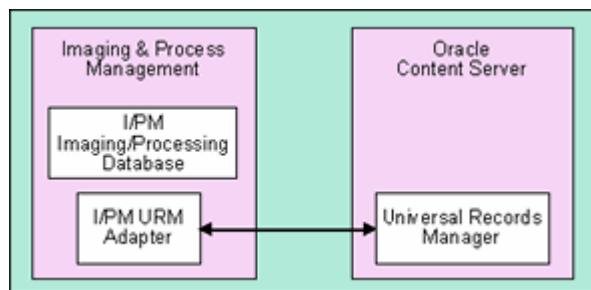 Imaging & Process
Management
I/PM
Imaging/Processing
Database
I/PM URM
Adapter
Oracle
Content Server
Universal Records
Manager